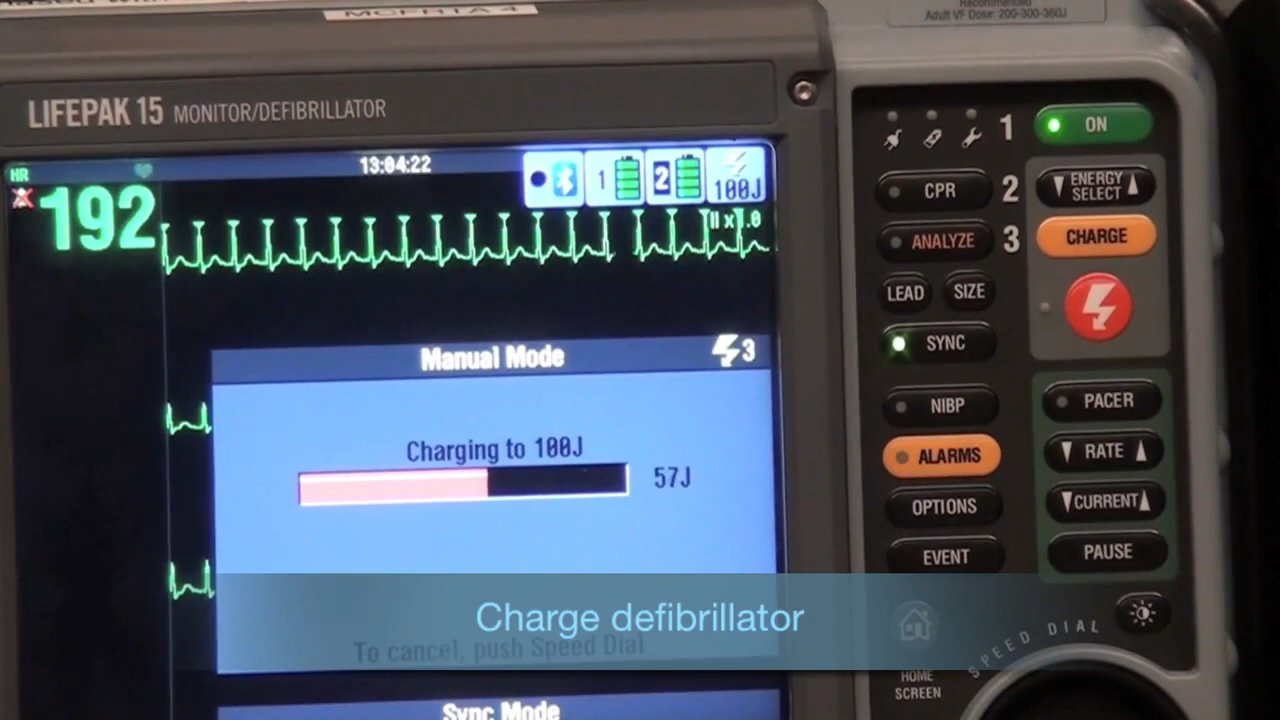 MCFRTA 4
Recommended
Adult VF Dose: 200-300-360J
LIFEPAK 15 MONITOR/DEFIBRILLATOR
HR
13:04:22
1
2
100J
192
II x1.0
Manual Mode
3
Charging to 100J
57J
Charge defibrillator
To cancel, push Speed Dial
Sync Mode
1
ON
CPR
2
ENERGY
SELECT
ANALYZE
3
CHARGE
LEAD
SIZE
SYNC
NIBP
PACER
ALARMS
RATE
OPTIONS
CURRENT
EVENT
PAUSE
HOME
SCREEN
SPEED DIAL